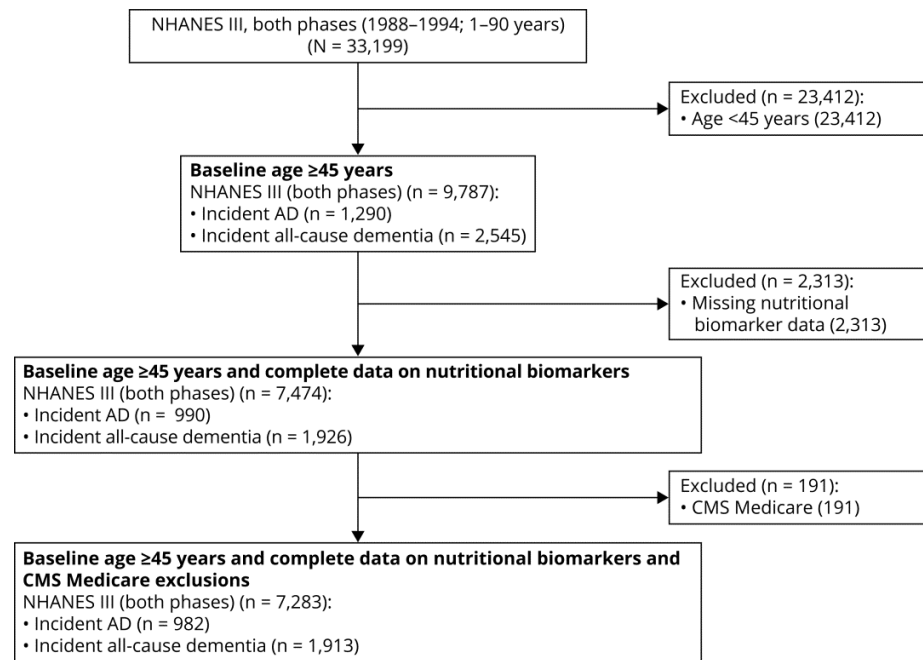 NHANES III, both phases (1988–1994; 1–90 years)
(N = 33,199)
Excluded (n = 23,412):
• Age <45 years (23,412)
Baseline age ≥45 years
NHANES III (both phases) (n = 9,787):
• Incident AD (n = 1,290)
• Incident all-cause dementia (n = 2,545)
Excluded (n = 2,313):
• Missing nutritional
biomarker data (2,313)
Baseline age ≥45 years and complete data on nutritional biomarkers
NHANES III (both phases) (n = 7,474):
• Incident AD (n =  990)
• Incident all-cause dementia (n = 1,926)
Excluded (n = 191):
• CMS Medicare (191)
Baseline age ≥45 years and complete data on nutritional biomarkers and
CMS Medicare exclusions
NHANES III (both phases) (n = 7,283):
• Incident AD (n = 982)
• Incident all-cause dementia (n = 1,913)